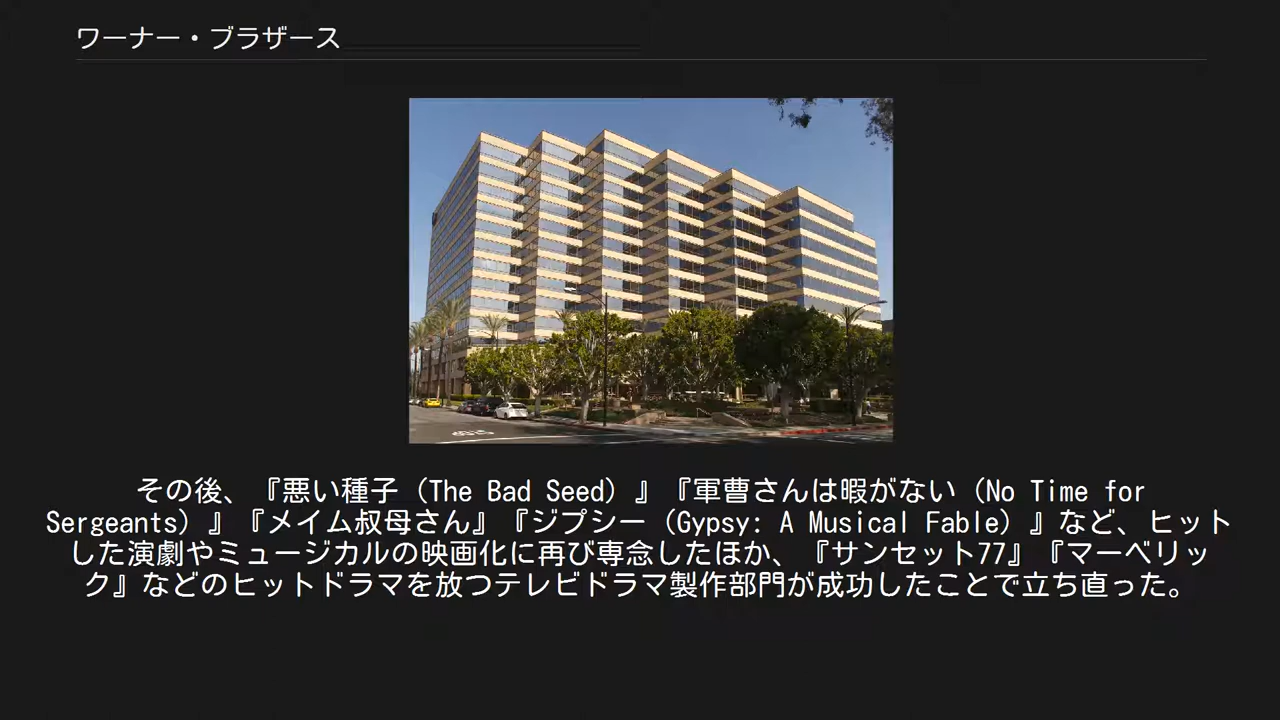 ワーナー・ブラザース
その後、『悪い種子（The Bad Seed）』『軍曹さんは暇がない（No Time for
Sergeants）』『メイム叔母さん』『ジプシー（Gypsy: A Musical Fable）』など、ヒット
した演劇やミュージカルの映画化に再び専念したほか、『サンセット77』『マーベリッ
ク』などのヒットドラマを放つテレビドラマ製作部門が成功したことで立ち直った。